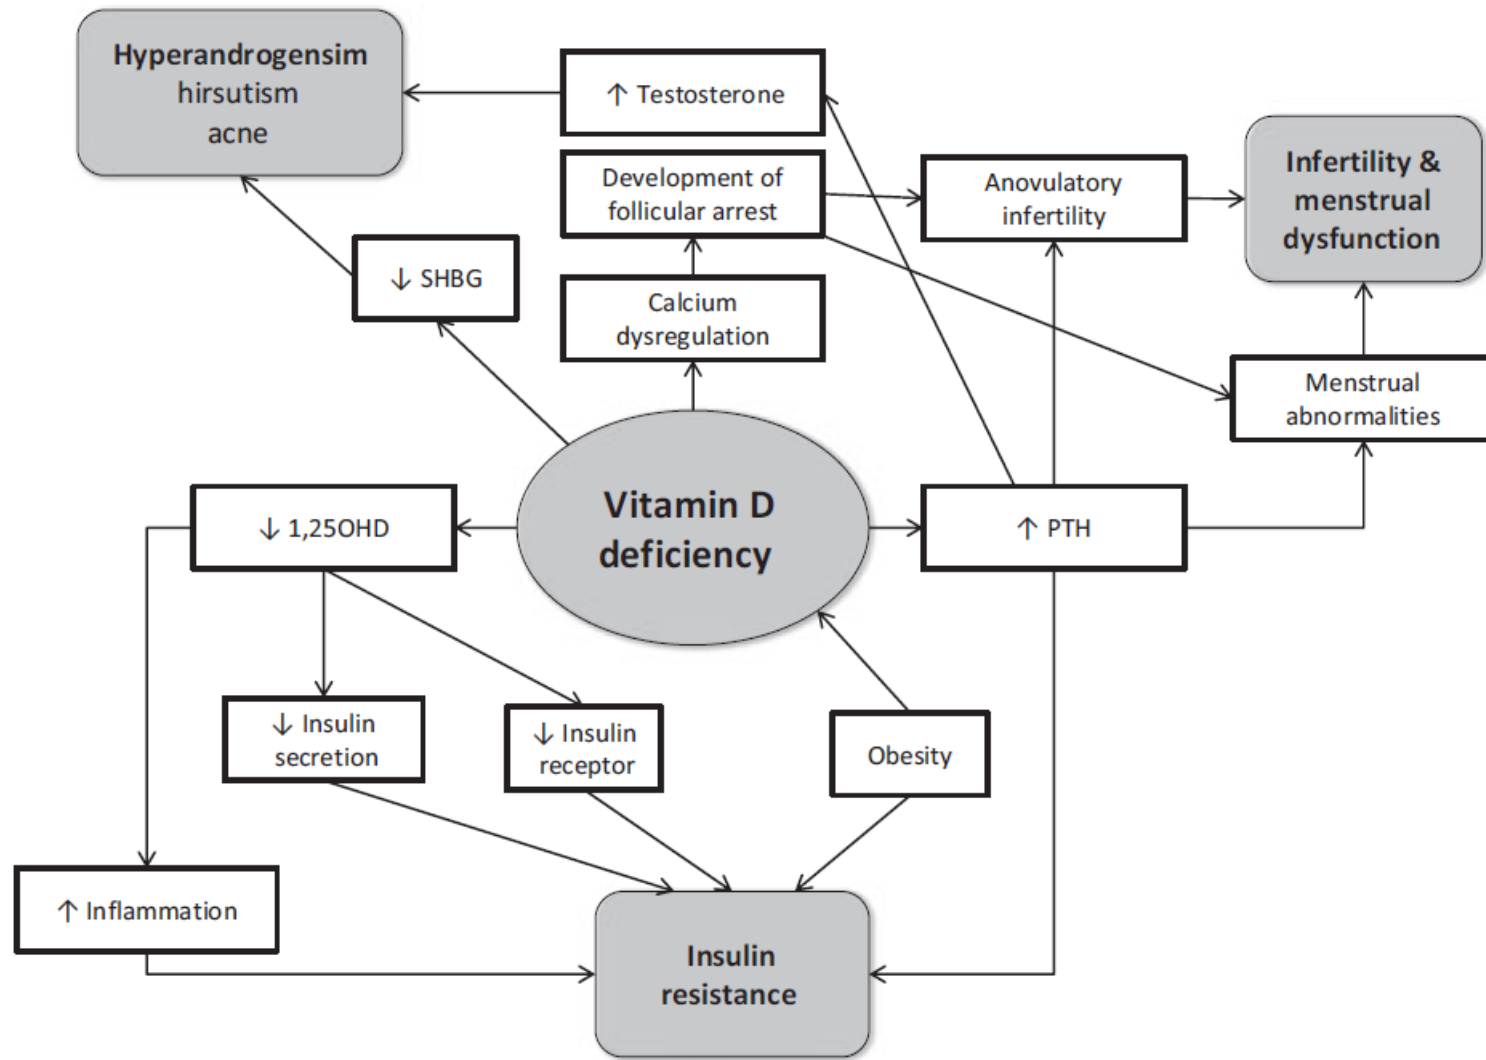 Hyperandrogensim
hirsutism
acne
↑ Testosterone
Development of
follicular arrest
Anovulatory
infertility
Infertility &
menstrual
dysfunction
↓ SHBG
Calcium
dysregulation
Menstrual
abnormalities
Vitamin D
deficiency
↓ 1,25OHD
↑ PTH
↓ Insulin
secretion
↓ Insulin
receptor
Obesity
↑ Inflammation
Insulin
resistance